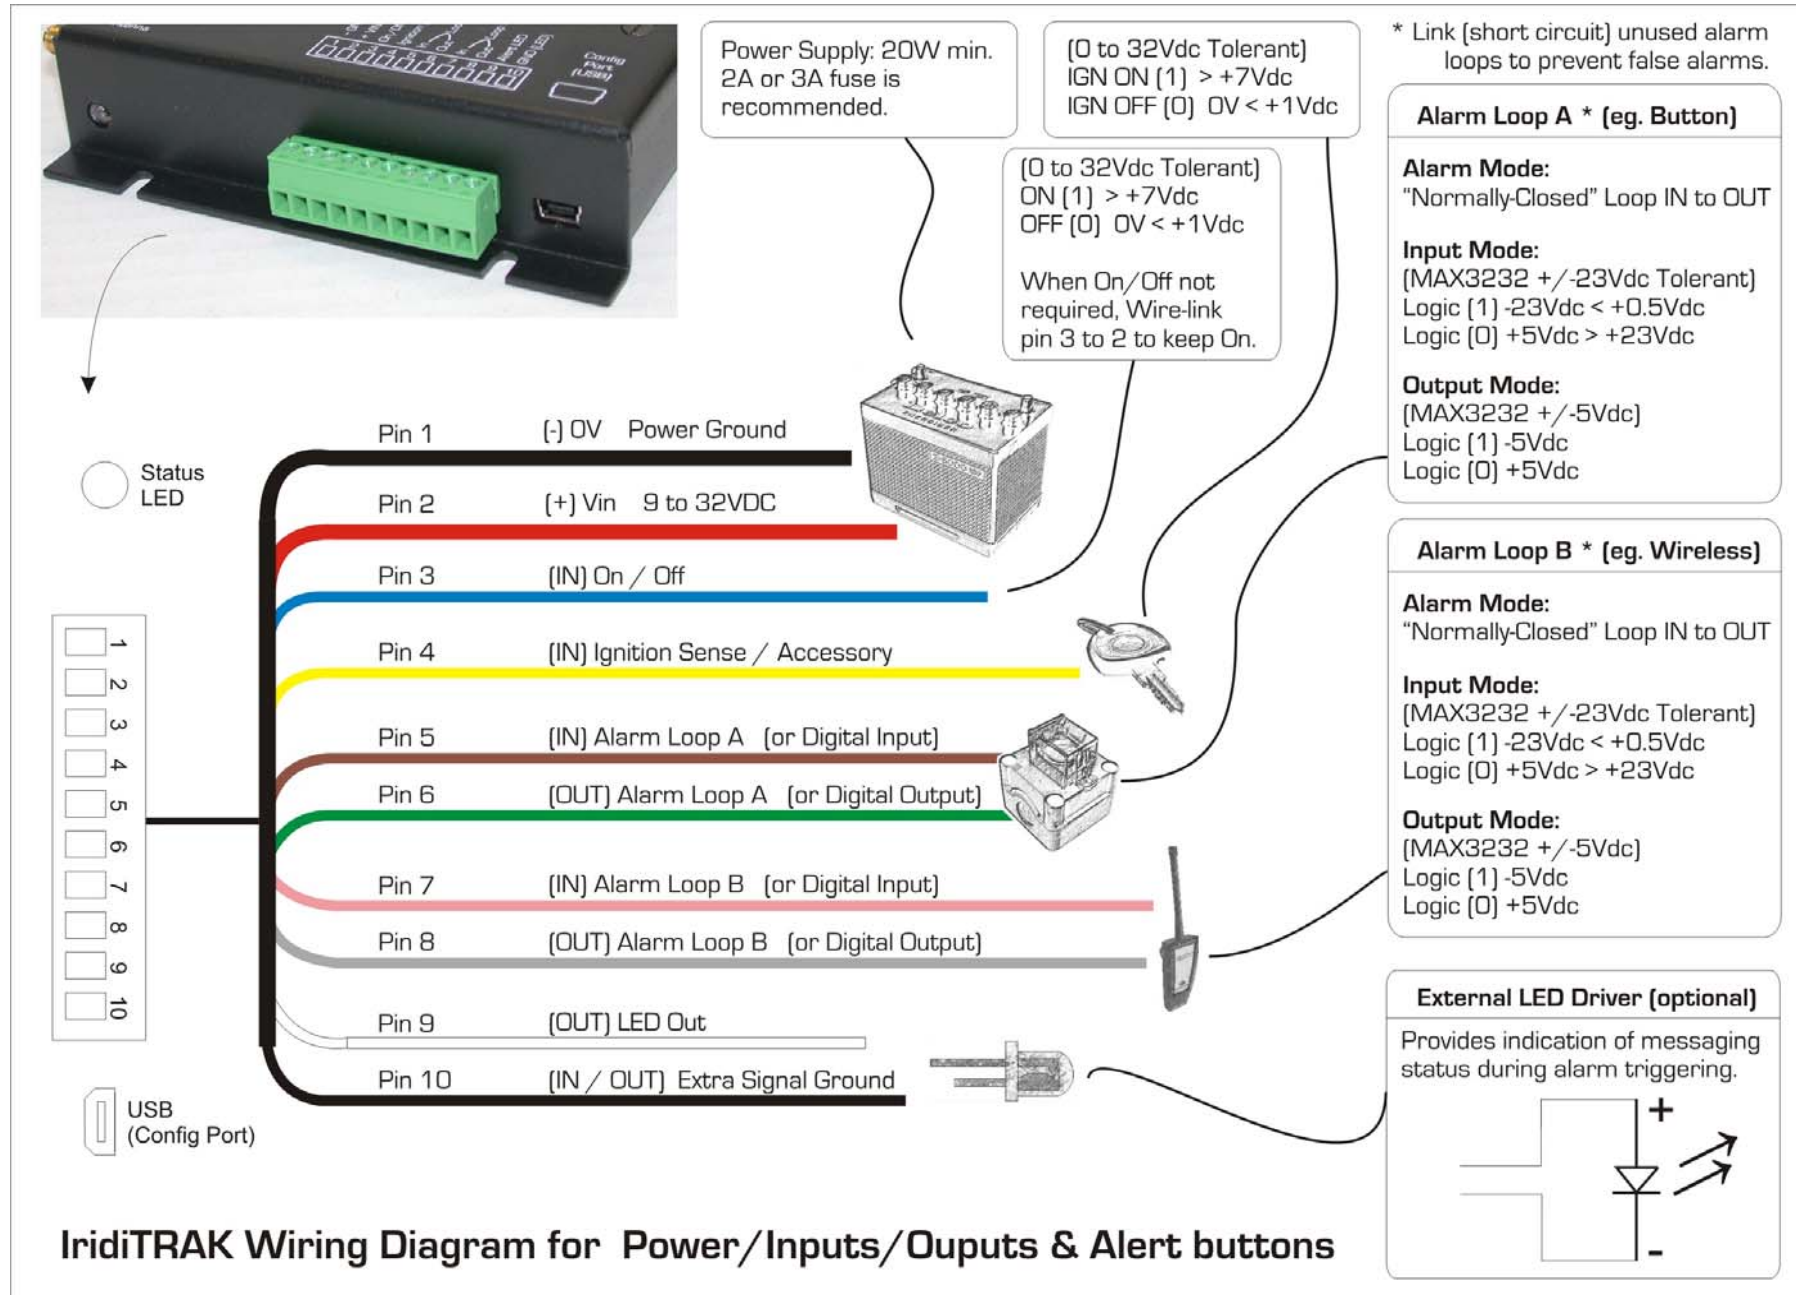 Config
Port
(USB)
Power Supply: 20W min.
2A or 3A fuse is
recommended.
(0 to 32Vdc Tolerant)
IGN ON (1) > +7Vdc
IGN OFF (0) 0V < +1Vdc
(0 to 32Vdc Tolerant)
ON (1) > +7Vdc
OFF (0) 0V < +1Vdc
When On/Off not
required, Wire-link
pin 3 to 2 to keep On.
* Link (short circuit) unused alarm
loops to prevent false alarms.
Alarm Loop A * (eg. Button)
Alarm Mode:
“Normally-Closed” Loop IN to OUT
Input Mode:
(MAX3232 +/-23Vdc Tolerant)
Logic (1) -23Vdc < +0.5Vdc
Logic (0) +5Vdc > +23Vdc
Output Mode:
(MAX3232 +/-5Vdc)
Logic (1) -5Vdc
Logic (0) +5Vdc
Alarm Loop B * (eg. Wireless)
Alarm Mode:
“Normally-Closed” Loop IN to OUT
Input Mode:
(MAX3232 +/-23Vdc Tolerant)
Logic (1) -23Vdc < +0.5Vdc
Logic (0) +5Vdc > +23Vdc
Output Mode:
(MAX3232 +/-5Vdc)
Logic (1) -5Vdc
Logic (0) +5Vdc
External LED Driver (optional)
Provides indication of messaging
status during alarm triggering.
+
-
Status
LED
1
2
3
4
5
6
7
8
9
10
USB
(Config Port)
Pin 1 (-) 0V Power Ground
Pin 2 (+) Vin 9 to 32VDC
Pin 3 (IN) On / Off
Pin 4 (IN) Ignition Sense / Accessory
Pin 5 (IN) Alarm Loop A (or Digital Input)
Pin 6 (OUT) Alarm Loop A (or Digital Output)
Pin 7 (IN) Alarm Loop B (or Digital Input)
Pin 8 (OUT) Alarm Loop B (or Digital Output)
Pin 9 (OUT) LED Out
Pin 10 (IN / OUT) Extra Signal Ground
IridiTRAK Wiring Diagram for Power/Inputs/Ouputs & Alert buttons